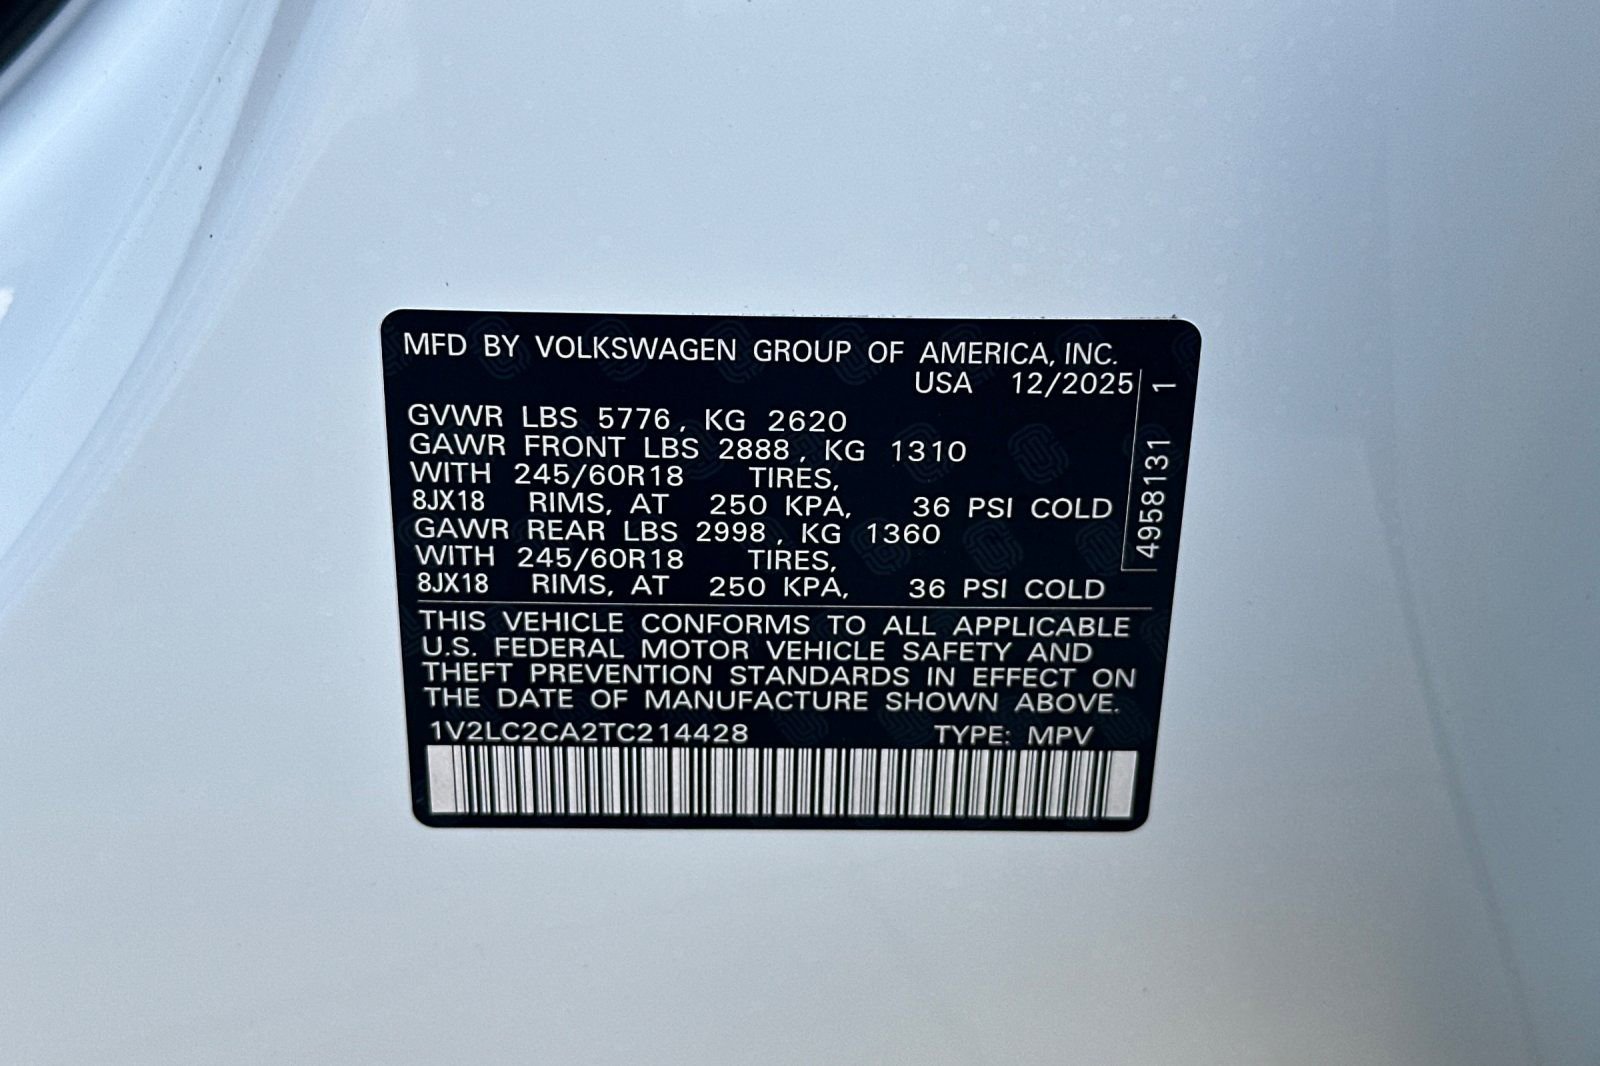 MFD BY VOLKSWAGEN GROUP OF AMERICA, INC.
USA 12/2025
GVWR LBS 5776, KG 2620
GAWR FRONT LBS 2888, KG 1310
WITH 245/60R18 TIRES,
8JX18 RIMS, AT 250 KPA, 36 PSI COLD
GAWR REAR LBS 2998, KG 1360
WITH 245/60R18 TIRES,
8JX18 RIMS, AT 250 KPA, 36 PSI COLD
4958131 1
THIS VEHICLE CONFORMS TO ALL APPLICABLE
U.S. FEDERAL MOTOR VEHICLE SAFETY AND
THEFT PREVENTION STANDARDS IN EFFECT ON
THE DATE OF MANUFACTURE SHOWN ABOVE.
1V2LC2CA2TC214428 TYPE: MPV